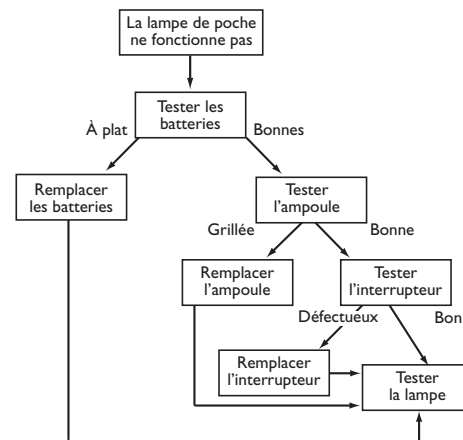 La lampe de poche
ne fonctionne pas
Tester les
batteries
À plat
Bonnes
Remplacer
les batteries
Tester
l'ampoule
Grillée
Bonne
Remplacer
l'ampoule
Tester
l'interrupteur
Défectueux
Bon
Remplacer
l'interrupteur
Tester
la lampe